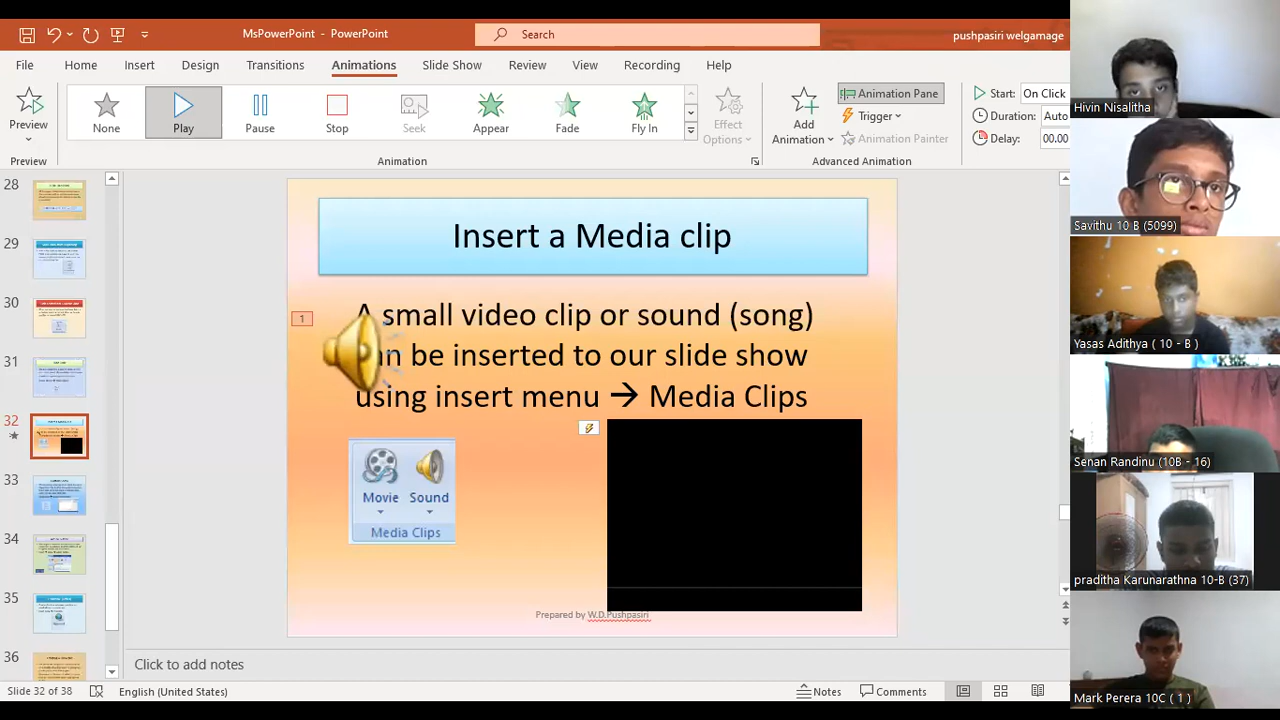 MsPowerPoint - PowerPoint
Search
pushpasiri welgamage
File Home Insert Design Transitions Animations Slide Show Review View Recording Help
Preview
None Play Pause Stop Seek Appear Fade Fly In
Effect Options
Add Animation
Animation Pane
Trigger
Animation Painter
Start: On Click
Duration: Auto
Delay: 00.00
Preview Animation Advanced Animation
28
29
30
31
32
33
34
35
36
Insert a Media clip
1
A small video clip or sound (song)
can be inserted to our slide show
using insert menu → Media Clips
Movie Sound
Media Clips
Prepared by W.D.Pushpasiri
Click to add notes
Slide 32 of 38 English (United States) Notes Comments
Hivin Nisalitha
Savithu 10 B (5099)
Yasas Adithya ( 10 - B )
Senan Randinu (10B - 16)
praditha Karunarathna 10-B (37)
Mark Perera 10C ( 1 )